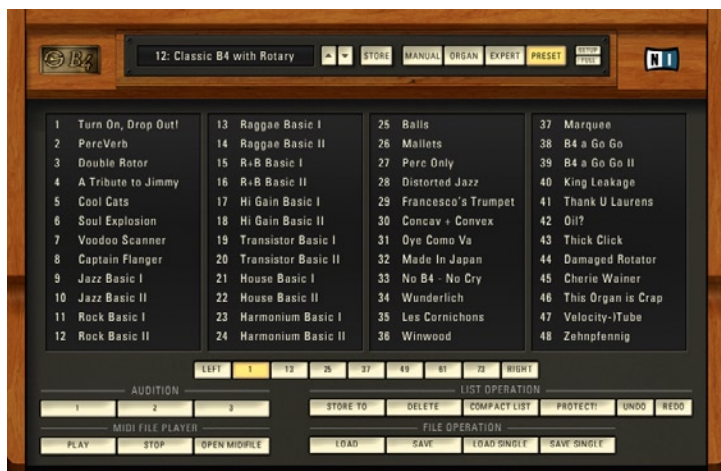 B4
12: Classic B4 with Rotary
STORE
MANUAL ORGAN EXPERT PRESET
SETUP
FULL
NI
1 Turn On, Drop Out!
2 PercVerb
3 Double Rotor
4 A Tribute to Jimmy
5 Cool Cats
6 Soul Explosion
7 Voodoo Scanner
8 Captain Flanger
9 Jazz Basic I
10 Jazz Basic II
11 Rock Basic I
12 Rock Basic II
13 Raggae Basic I
14 Raggae Basic II
15 R+B Basic I
16 R+B Basic II
17 Hi Gain Basic I
18 Hi Gain Basic II
19 Transistor Basic I
20 Transistor Basic II
21 House Basic I
22 House Basic II
23 Harmonium Basic I
24 Harmonium Basic II
25 Balls
26 Mallets
27 Perc Only
28 Distorted Jazz
29 Francesco's Trumpet
30 Concav + Convex
31 Oye Como Va
32 Made In Japan
33 No B4 - No Cry
34 Wunderlich
35 Les Cornichons
36 Winwood
37 Marquee
38 B4 a Go Go
39 B4 a Go Go II
40 King Leakage
41 Thank U Laurens
42 Oil?
43 Thick Click
44 Damaged Rotator
45 Cherie Wainer
46 This Organ is Crap
47 Velocity-)Tube
48 Zehnpfennig
LEFT 1 13 25 37 49 61 73 RIGHT
AUDITION
1 2 3
MIDI FILE PLAYER
PLAY STOP OPEN MIDIFILE
LIST OPERATION
STORE TO DELETE COMPACT LIST PROTECT! UNDO REDO
FILE OPERATION
LOAD SAVE LOAD SINGLE SAVE SINGLE